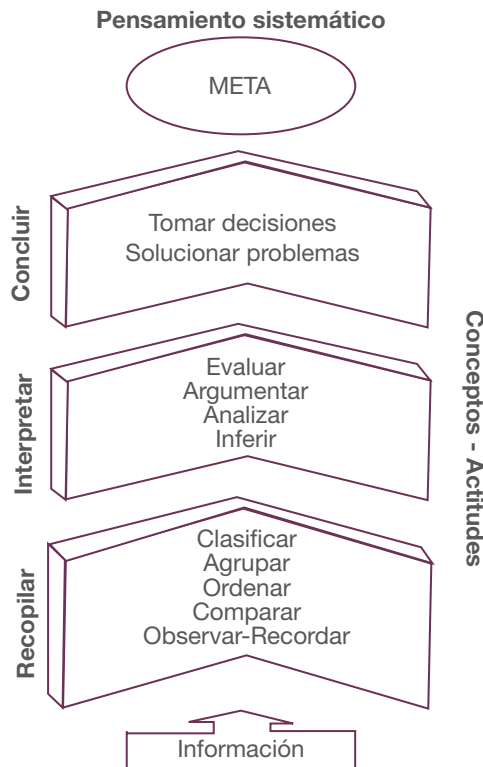 Pensamiento sistemático
META
Concluir
Tomar decisiones
Solucionar problemas
Interpretar
Evaluar
Argumentar
Analizar
Inferir
Conceptos - Actitudes
Recopilar
Clasificar
Agrupar
Ordenar
Comparar
Observar-Recordar
Información